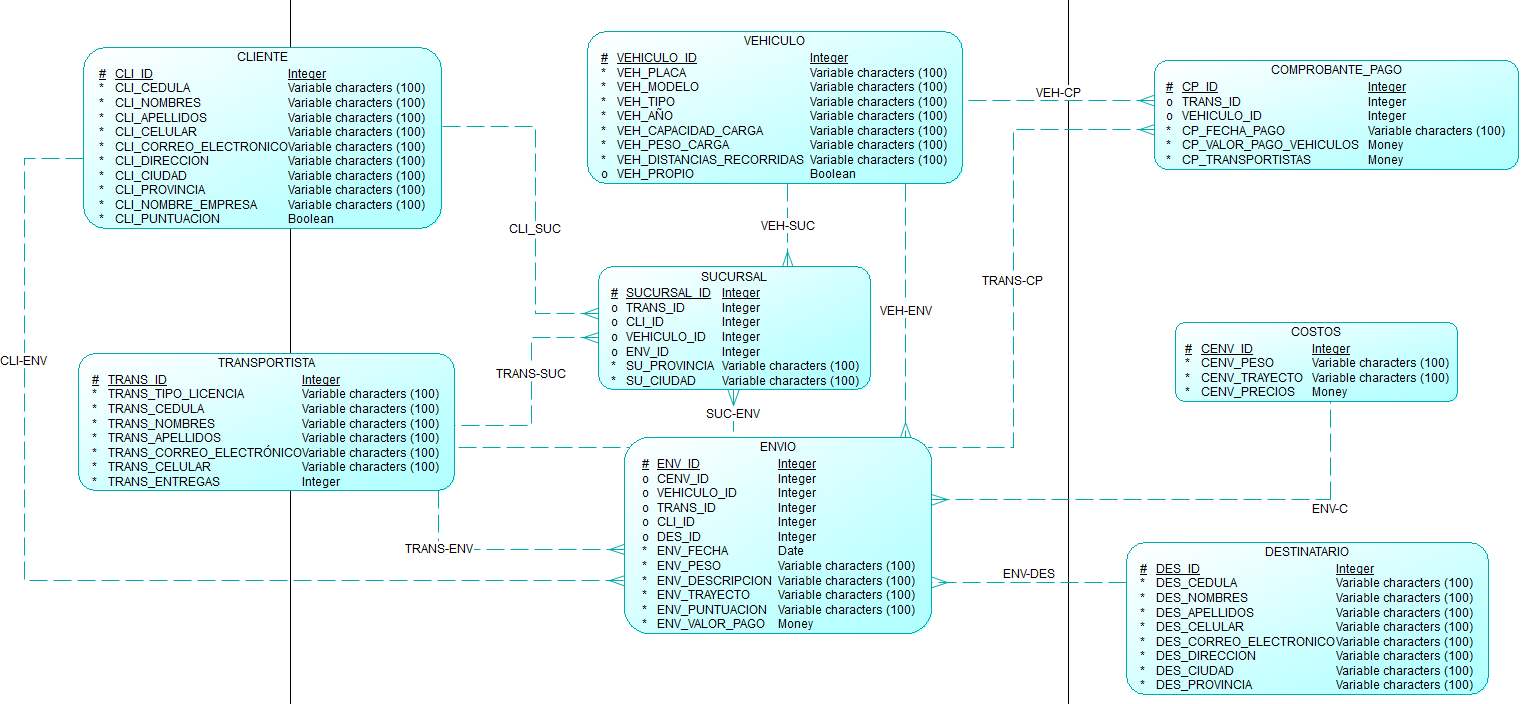 CLIENTE
# CLI_ID Integer
* CLI_CEDULA Variable characters (100)
* CLI_NOMBRES Variable characters (100)
* CLI_APELLIDOS Variable characters (100)
* CLI_CELULAR Variable characters (100)
* CLI_CORREO_ELECTRONICO Variable characters (100)
* CLI_DIRECCION Variable characters (100)
* CLI_CIUDAD Variable characters (100)
* CLI_PROVINCIA Variable characters (100)
* CLI_NOMBRE_EMPRESA Variable characters (100)
* CLI_PUNTUACION Boolean
VEHICULO
# VEHICULO_ID Integer
* VEH_PLACA Variable characters (100)
* VEH_MODELO Variable characters (100)
* VEH_TIPO Variable characters (100)
* VEH_AÑO Variable characters (100)
* VEH_CAPACIDAD_CARGA Variable characters (100)
* VEH_PESO_CARGA Variable characters (100)
* VEH_DISTANCIAS_RECORRIDAS Variable characters (100)
o VEH_PROPIO Boolean
VEH-CP
COMPROBANTE_PAGO
# CP_ID Integer
o TRANS_ID Integer
o VEHICULO_ID Integer
* CP_FECHA_PAGO Variable characters (100)
* CP_VALOR_PAGO_VEHICULOS Money
* CP_TRANSPORTISTAS Money
CLI_SUC
VEH-SUC
TRANS-CP
VEH-ENV
SUCURSAL
# SUCURSAL_ID Integer
o TRANS_ID Integer
o CLI_ID Integer
o VEHICULO_ID Integer
o ENV_ID Integer
* SU_PROVINCIA Variable characters (100)
* SU_CIUDAD Variable characters (100)
CLI-ENV
TRANS-SUC
SUC-ENV
TRANSPORTISTA
# TRANS_ID Integer
* TRANS_TIPO_LICENCIA Variable characters (100)
* TRANS_CEDULA Variable characters (100)
* TRANS_NOMBRES Variable characters (100)
* TRANS_APELLIDOS Variable characters (100)
* TRANS_CORREO_ELECTRÓNICO Variable characters (100)
* TRANS_CELULAR Variable characters (100)
* TRANS_ENTREGAS Integer
COSTOS
# CENV_ID Integer
* CENV_PESO Variable characters (100)
* CENV_TRAYECTO Variable characters (100)
* CENV_PRECIOS Money
ENVIO
# ENV_ID Integer
o CENV_ID Integer
o VEHICULO_ID Integer
o TRANS_ID Integer
o CLI_ID Integer
o DES_ID Integer
* ENV_FECHA Date
* ENV_PESO Variable characters (100)
* ENV_DESCRIPCION Variable characters (100)
* ENV_TRAYECTO Variable characters (100)
* ENV_PUNTUACION Variable characters (100)
* ENV_VALOR_PAGO Money
ENV-C
TRANS-ENV
ENV-DES
DESTINATARIO
# DES_ID Integer
* DES_CEDULA Variable characters (100)
* DES_NOMBRES Variable characters (100)
* DES_APELLIDOS Variable characters (100)
* DES_CELULAR Variable characters (100)
* DES_CORREO_ELECTRONICO Variable characters (100)
* DES_DIRECCION Variable characters (100)
* DES_CIUDAD Variable characters (100)
* DES_PROVINCIA Variable characters (100)